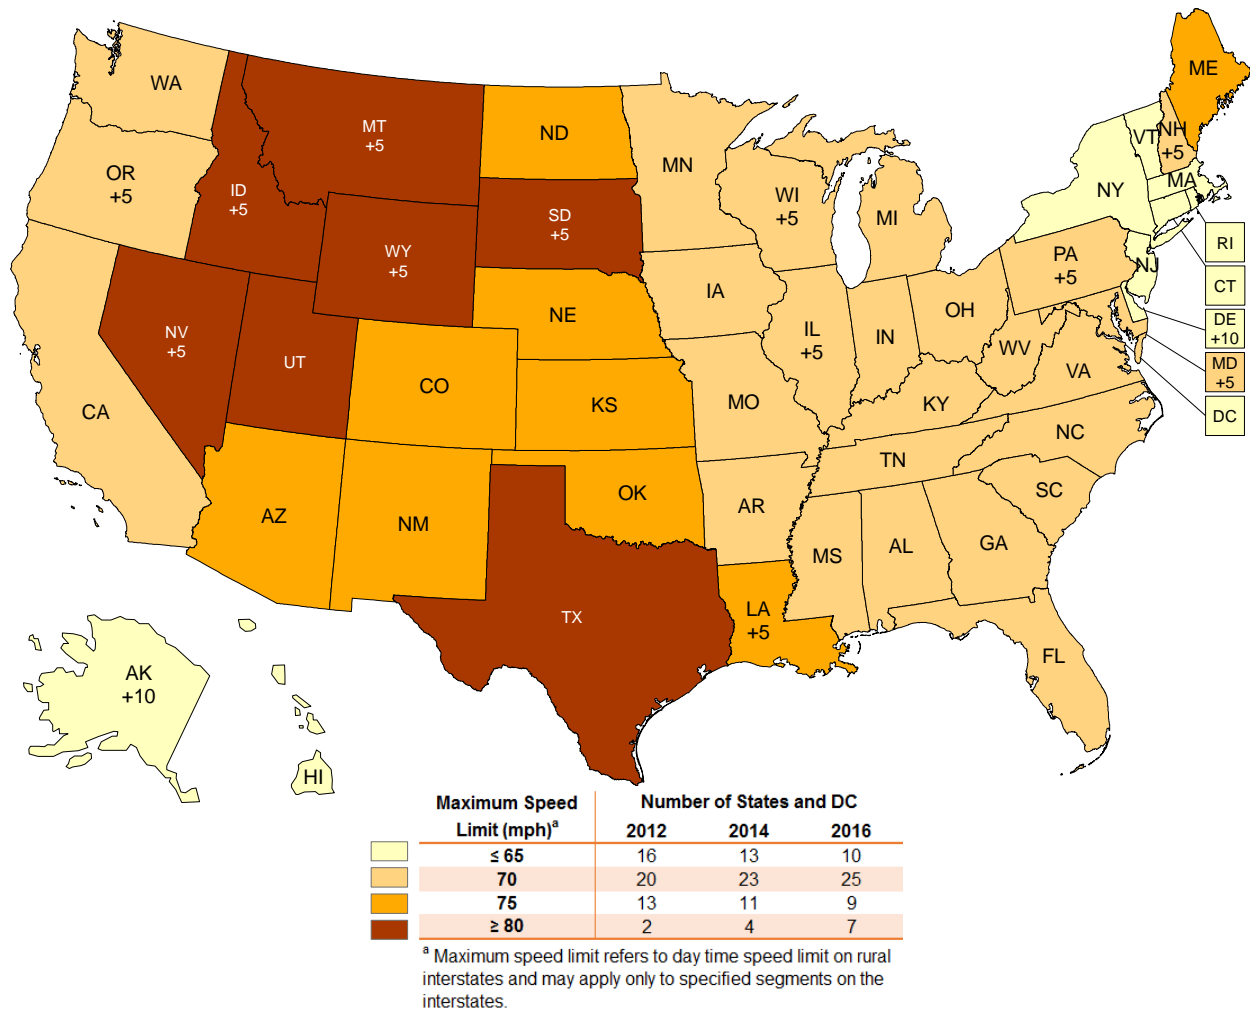 WA
OR
+5
CA
ID
+5
NV
+5
MT
+5
WY
+5
UT
AZ
CO
NM
ND
SD
+5
NE
KS
OK
TX
MN
IA
MO
AR
LA
+5
WI
+5
IL
+5
MI
IN
OH
KY
TN
MS
AL
GA
FL
SC
NC
VA
WV
PA
+5
NY
NJ
VT
NH
+5
MA
ME
RI
CT
DE
+10
MD
+5
DC
AK
+10
HI
Maximum Speed Limit (mph)a
Number of States and DC
2012 2014 2016
≤ 65 16 13 10
70 20 23 25
75 13 11 9
≥ 80 2 4 7
a Maximum speed limit refers to day time speed limit on rural
interstates and may apply only to specified segments on the
interstates.